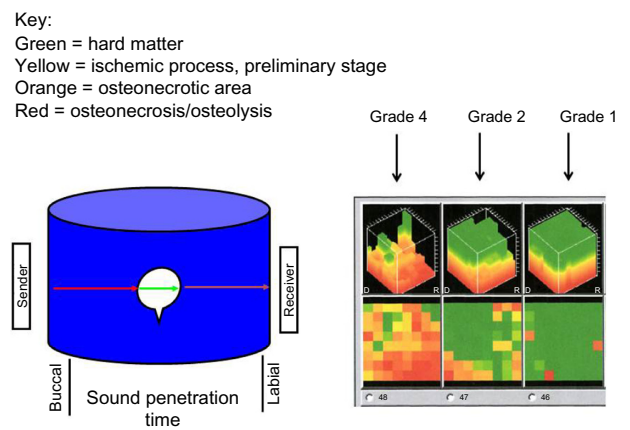 Key:
Green = hard matter
Yellow = ischemic process, preliminary stage
Orange = osteonecrotic area
Red = osteonecrosis/osteolysis
Grade 4
Grade 2
Grade 1
Sender
Receiver
Buccal
Sound penetration
time
Labial
D R
D R
D R
48
47
46